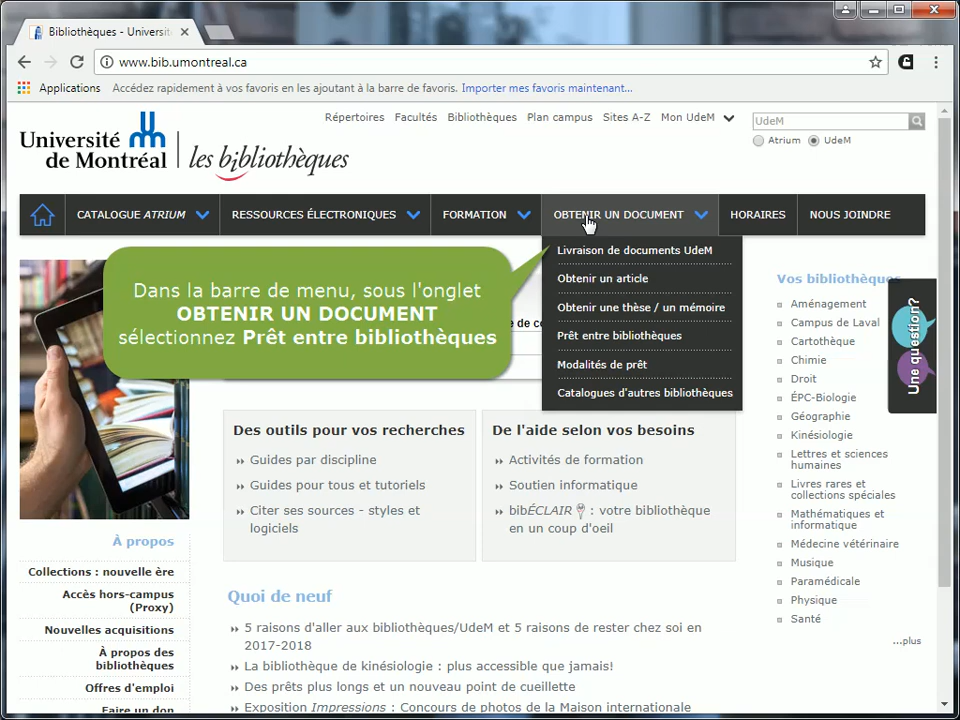 Bibliothèques - Universit
www.bib.umontreal.ca
Applications Accédez rapidement à vos favoris en les ajoutant à la barre de favoris. Importer mes favoris maintenant...
Répertoires Facultés Bibliothèques Plan campus Sites A-Z Mon UdeM
UdeM
Atrium UdeM
Université
de Montréal
les bibliothèques
CATALOGUE ATRIUM RESSOURCES ÉLECTRONIQUES FORMATION OBTENIR UN DOCUMENT HORAIRES NOUS JOINDRE
Livraison de documents UdeM
Obtenir un article
Obtenir une thèse / un mémoire
Prêt entre bibliothèques
Modalités de prêt
Catalogues d'autres bibliothèques
Dans la barre de menu, sous l'onglet
OBTENIR UN DOCUMENT
sélectionnez Prêt entre bibliothèques
Des outils pour vos recherches
Guides par discipline
Guides pour tous et tutoriels
Citer ses sources - styles et
logiciels
De l'aide selon vos besoins
Activités de formation
Soutien informatique
bibÉCLAIR : votre bibliothèque
en un coup d'oeil
À propos
Collections : nouvelle ère
Accès hors-campus
(Proxy)
Nouvelles acquisitions
À propos des
bibliothèques
Offres d'emploi
Faire un don
Quoi de neuf
5 raisons d'aller aux bibliothèques/UdeM et 5 raisons de rester chez soi en
2017-2018
La bibliothèque de kinésiologie : plus accessible que jamais!
Des prêts plus longs et un nouveau point de cueillette
Exposition Impressions : Concours de photos de la Maison internationale
Vos bibliothèques
Aménagement
Campus de Laval
Cartothèque
Chimie
Droit
ÉPC-Biologie
Géographie
Kinésiologie
Lettres et sciences
humaines
Livres rares et
collections spéciales
Mathématiques et
informatique
Médecine vétérinaire
Musique
Paramédicale
Physique
Santé
...plus
Une question?